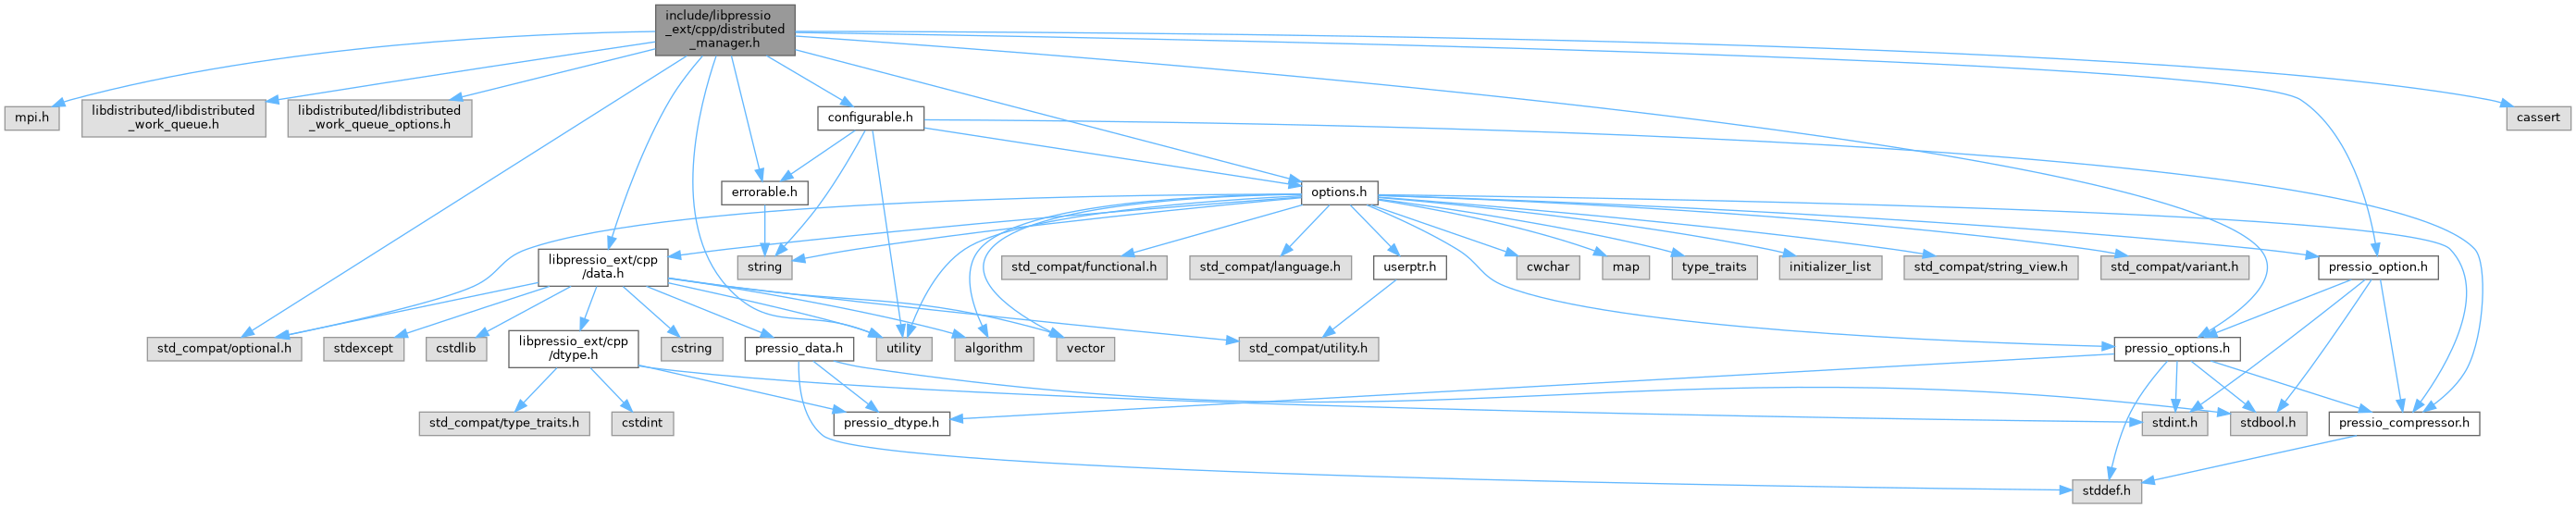 include/libpressio
_ext/cpp/distributed
_manager.h
mpi.h
libdistributed/libdistributed
_work_queue.h
libdistributed/libdistributed
_work_queue_options.h
configurable.h
cassert
errorable.h
options.h
libpressio_ext/cpp
/data.h
string
std_compat/functional.h
std_compat/language.h
userptr.h
cwchar
map
type_traits
initializer_list
std_compat/string_view.h
std_compat/variant.h
pressio_option.h
std_compat/optional.h
stdexcept
cstdlib
libpressio_ext/cpp
/dtype.h
cstring
pressio_data.h
utility
algorithm
vector
std_compat/utility.h
pressio_options.h
std_compat/type_traits.h
cstdint
pressio_dtype.h
stdint.h
stdbool.h
pressio_compressor.h
stddef.h